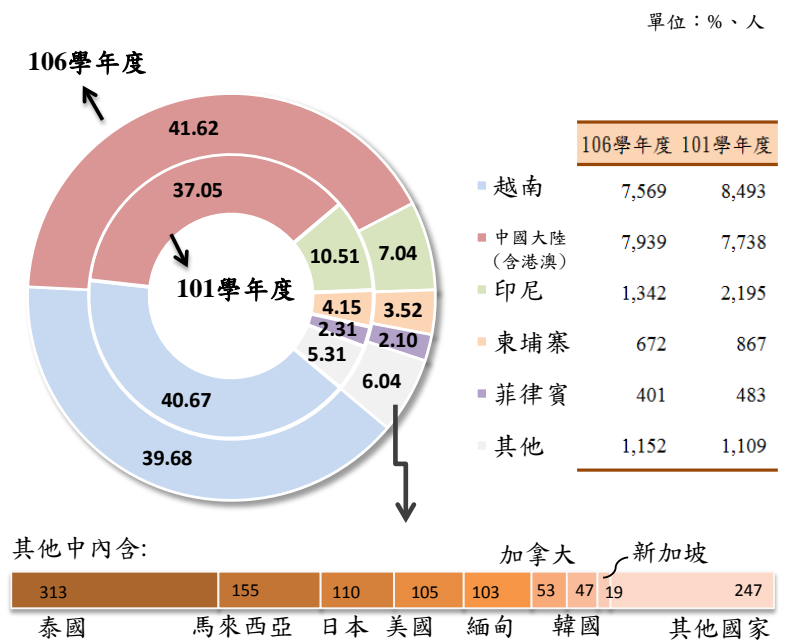 單位：%、人
106學年度
41.62
37.05
101學年度
10.51
7.04
4.15
3.52
2.31
2.10
5.31
6.04
40.67
39.68
106學年度 101學年度
越南 7,569 8,493
中國大陸
(含港澳) 7,939 7,738
印尼 1,342 2,195
柬埔寨 672 867
菲律賓 401 483
其他 1,152 1,109
其他中內含:
加拿大 新加坡
313 155 110 105 103 53 47 19 247
泰國 馬來西亞 日本 美國 緬甸 韓國 其他國家